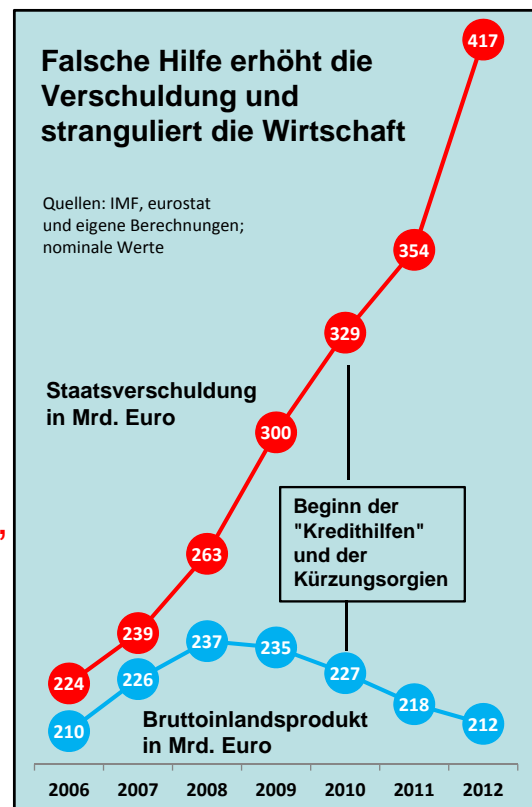 Falsche Hilfe erhöht die
Verschuldung und
stranguliert die Wirtschaft
Quellen: IMF, eurostat
und eigene Berechnungen;
nominale Werte
417
354
329
300
263
239
224
Staatsverschuldung
in Mrd. Euro
,
Beginn der
"Kredithilfen"
und der
Kürzungsorgien
210
226
237
235
227
218
212
Bruttoinlandsprodukt
in Mrd. Euro
2006 2007 2008 2009 2010 2011 2012